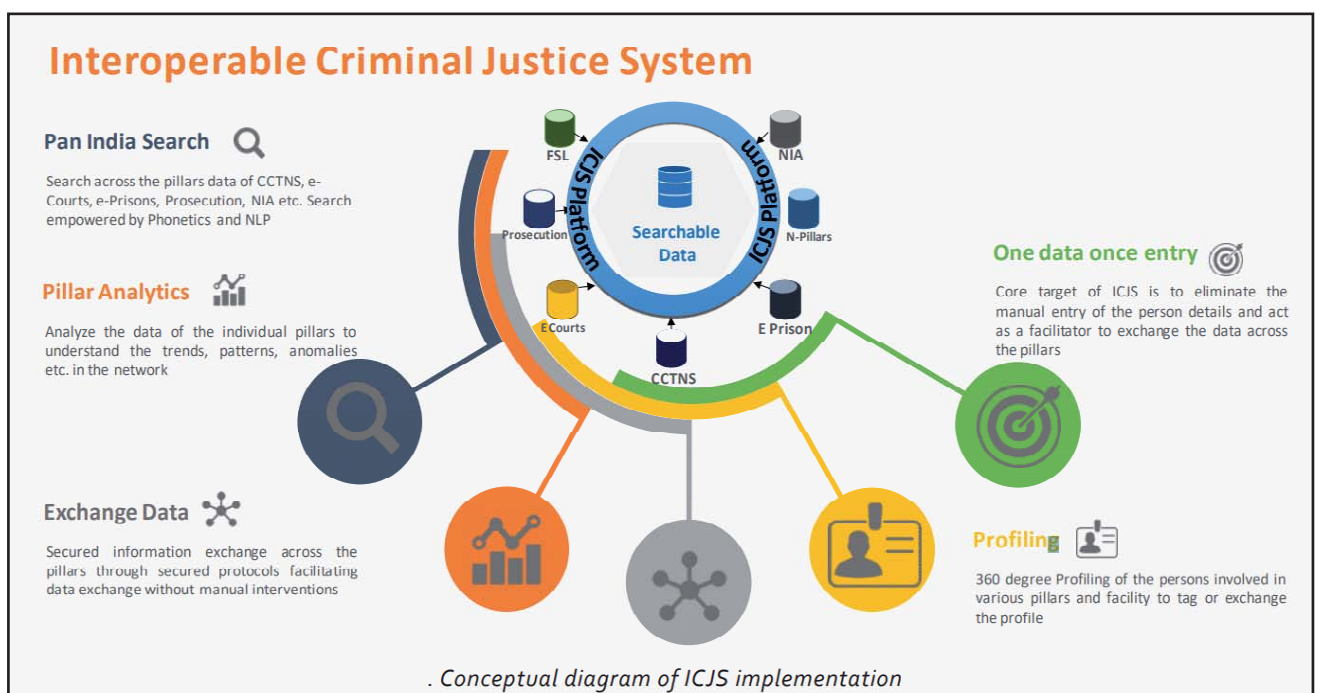 Interoperable Criminal Justice System
Pan India Search
Search across the pillars data of CCTNS, e-
Courts, e-Prisons, Prosecution, NIA etc. Search
empowered by Phonetics and NLP
Pillar Analytics
Analyze the data of the individual pillars to
understand the trends, patterns, anomalies
etc. in the network
Exchange Data
Secured information exchange across the
pillars through secured protocols facilitating
data exchange without manual interventions
FSL
NIA
ICJS Platform
ICJS Platform
Prosecution
N-Pillars
Searchable
Data
E Courts
E Prison
CCTNS
One data once entry
Core target of ICJS is to eliminate the
manual entry of the person details and act
as a facilitator to exchange the data across
the pillars
Profiling
360 degree Profiling of the persons involved in
various pillars and facility to tag or exchange
the profile
. Conceptual diagram of ICJS implementation